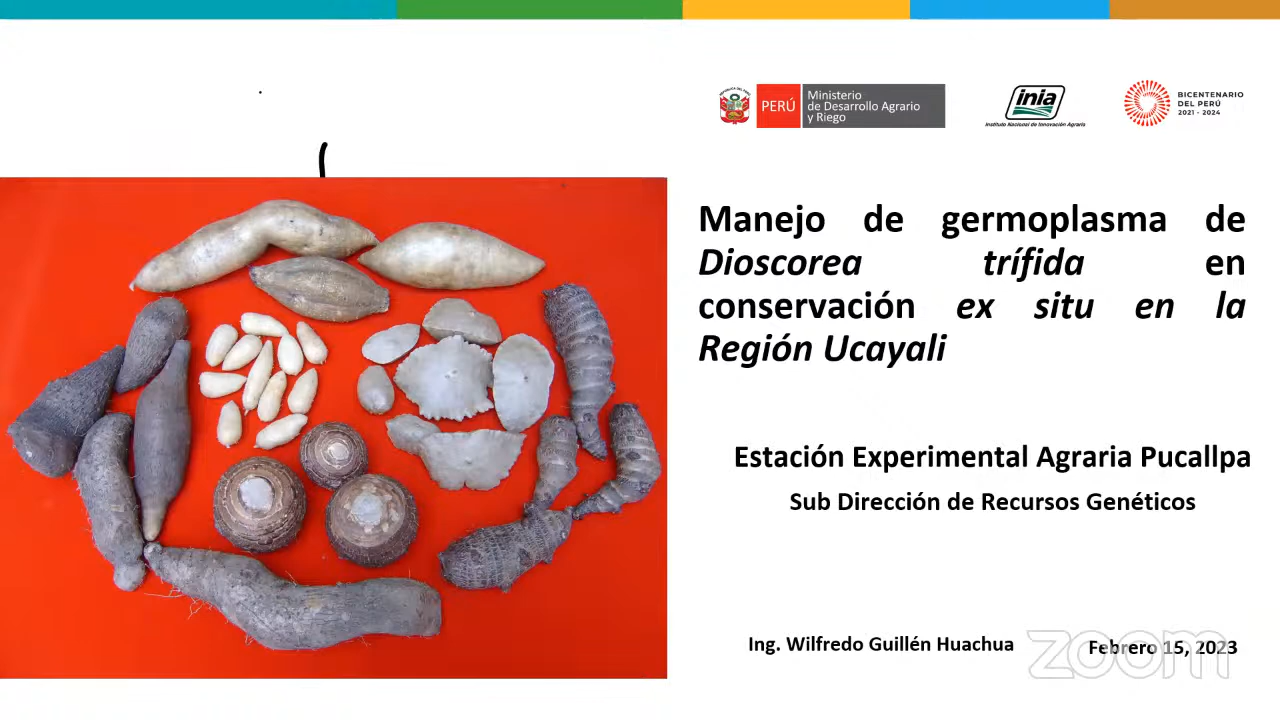 PERÚ
Ministerio
de Desarrollo Agrario
y Riego
inia
Instituto Nacional de Innovación Agraria
BICENTENARIO
DEL PERÚ
2021 - 2024
Manejo de germoplasma de
Dioscorea trífida en
conservación ex situ en la
Región Ucayali
Estación Experimental Agraria Pucallpa
Sub Dirección de Recursos Genéticos
Ing. Wilfredo Guillén Huachua
Febrero 15, 2023
zoom